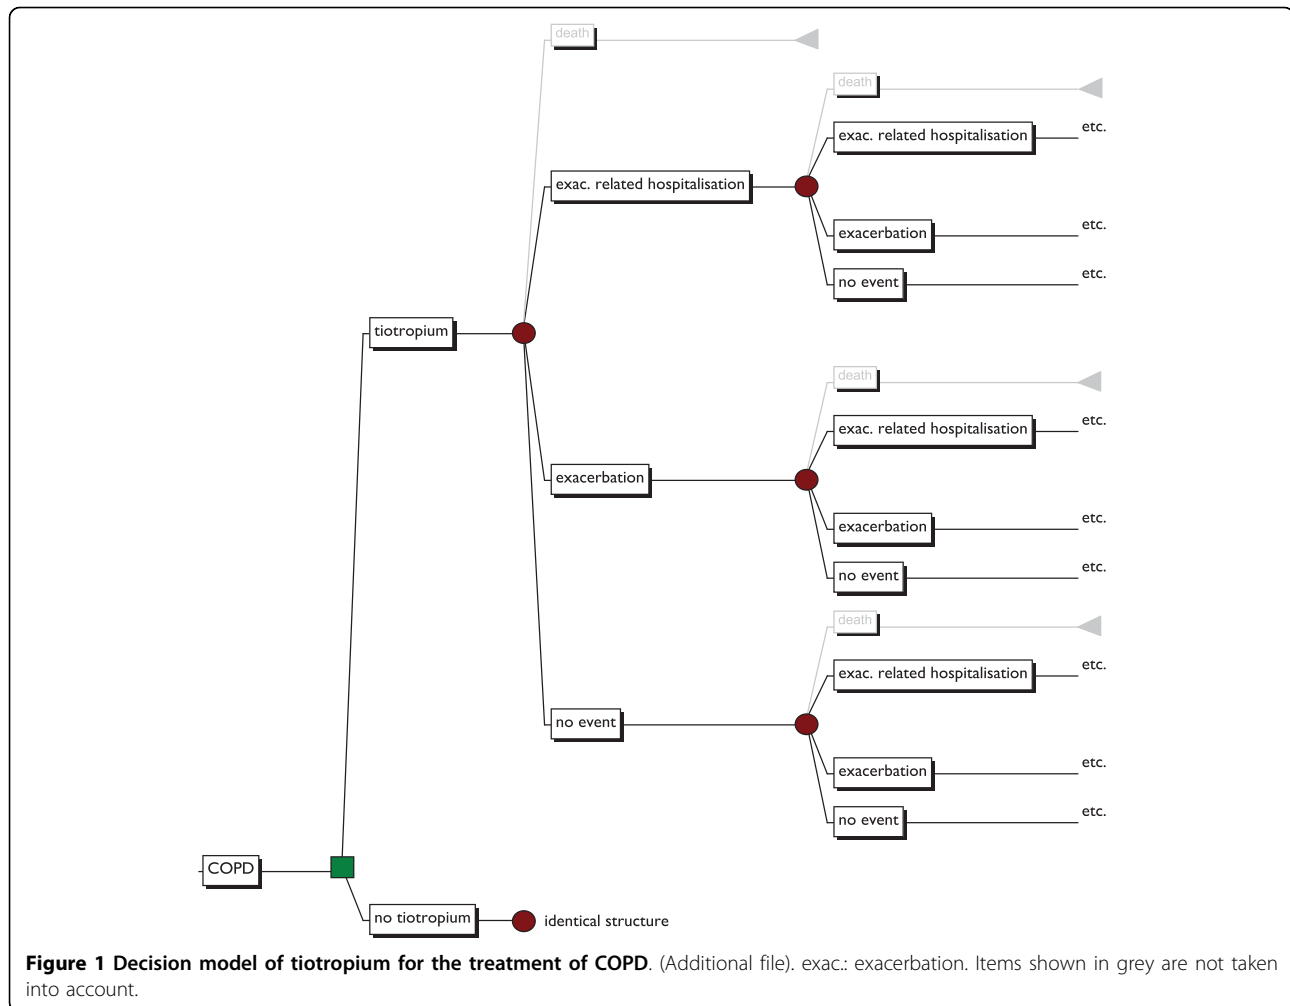 death
death
exac. related hospitalisation
etc.
exac. related hospitalisation
exacerbation
etc.
no event
etc.
tiotropium
death
exac. related hospitalisation
etc.
exacerbation
exacerbation
etc.
no event
etc.
death
exac. related hospitalisation
etc.
no event
exacerbation
etc.
no event
etc.
COPD
no tiotropium
identical structure
Figure 1 Decision model of tiotropium for the treatment of COPD. (Additional file). exac.: exacerbation. Items shown in grey are not taken
into account.